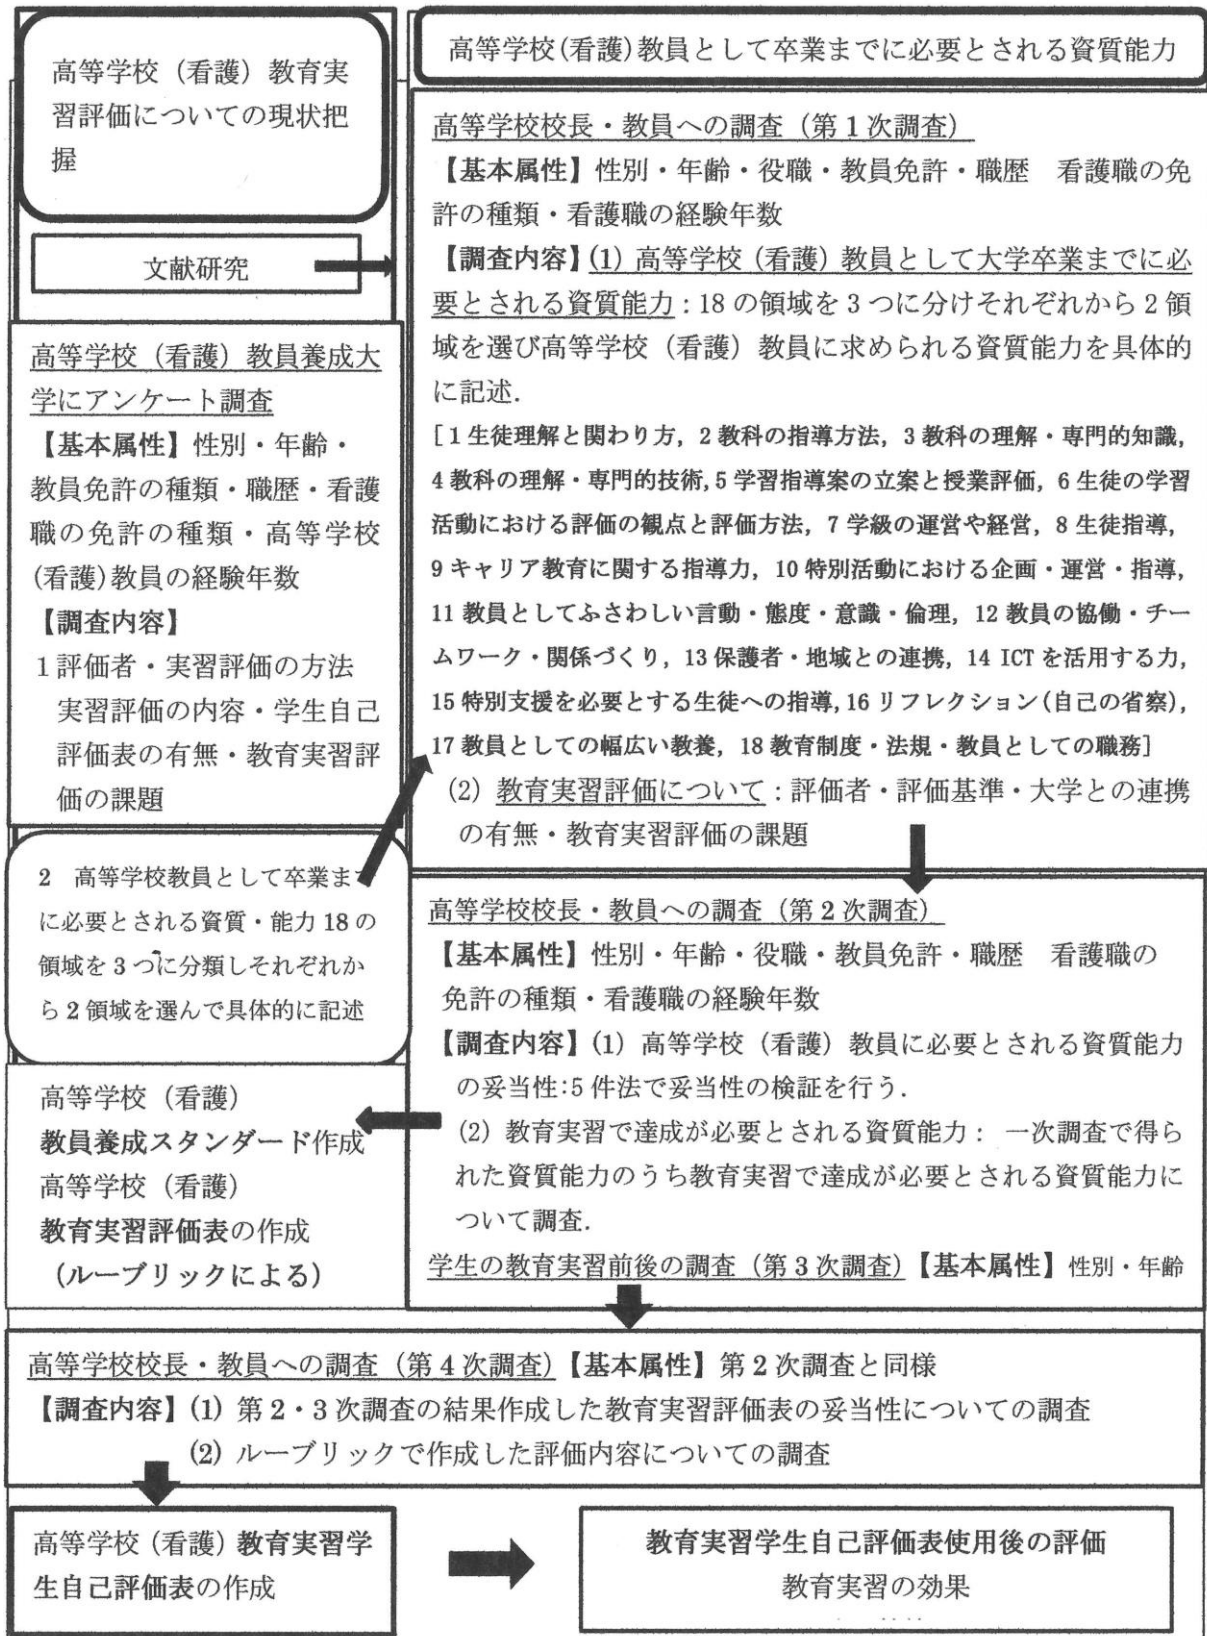 高等学校（看護）教育実
習評価についての現状把
握
文献研究
高等学校（看護）教員養成大
学にアンケート調査
【基本属性】性別・年齢・
教員免許の種類・職歴・看護
職の免許の種類・高等学校
(看護)教員の経験年数
【調査内容】
1 評価者・実習評価の方法
実習評価の内容・学生自己
評価表の有無・教育実習評
価の課題
2 高等学校教員として卒業ま
に必要とされる資質・能力 18 の
領域を 3 つに分類しそれぞれか
ら 2 領域を選んで具体的に記述
高等学校（看護）
教員養成スタンダード作成
高等学校（看護）
教育実習評価表の作成
（ルーブリックによる）
高等学校(看護)教員として卒業までに必要とされる資質能力
高等学校校長・教員への調査（第 1 次調査）
【基本属性】性別・年齢・役職・教員免許・職歴 看護職の免
許の種類・看護職の経験年数
【調査内容】(1) 高等学校（看護）教員として大学卒業までに必
要とされる資質能力：18 の領域を 3 つに分けそれぞれから 2 領
域を選び高等学校（看護）教員に求められる資質能力を具体的
に記述．
[1 生徒理解と関わり方，2 教科の指導方法，3 教科の理解・専門的知識，
4 教科の理解・専門的技術，5 学習指導案の立案と授業評価，6 生徒の学習
活動における評価の観点と評価方法，7 学級の運営や経営，8 生徒指導，
9 キャリア教育に関する指導力，10 特別活動における企画・運営・指導，
11 教員としてふさわしい言動・態度・意識・倫理，12 教員の協働・チー
ムワーク・関係づくり，13 保護者・地域との連携，14 ICT を活用する力，
15 特別支援を必要とする生徒への指導，16 リフレクション(自己の省察)，
17 教員としての幅広い教養，18 教育制度・法規・教員としての職務]
(2) 教育実習評価について：評価者・評価基準・大学との連携
の有無・教育実習評価の課題
高等学校校長・教員への調査（第 2 次調査）
【基本属性】性別・年齢・役職・教員免許・職歴 看護職の
免許の種類・看護職の経験年数
【調査内容】(1) 高等学校（看護）教員に必要とされる資質能力
の妥当性：5 件法で妥当性の検証を行う．
(2) 教育実習で達成が必要とされる資質能力： 一次調査で得ら
れた資質能力のうち教育実習で達成が必要とされる資質能力に
ついて調査．
学生の教育実習前後の調査（第 3 次調査）【基本属性】性別・年齢
高等学校校長・教員への調査（第 4 次調査）【基本属性】第 2 次調査と同様
【調査内容】(1) 第 2・3 次調査の結果作成した教育実習評価表の妥当性についての調査
(2) ルーブリックで作成した評価内容についての調査
高等学校（看護）教育実習学
生自己評価表の作成
教育実習学生自己評価表使用後の評価
教育実習の効果